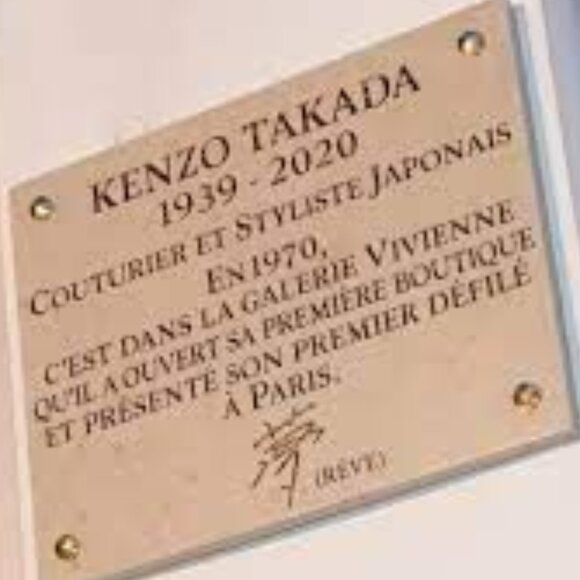 KENZO TAKADA
1939 - 2020
COUTURIER ET STYLISTE JAPONAIS
EN 1970,
C'EST DANS LA GALERIE VIVIENNE
QU'IL A OUVERT SA PREMIÈRE BOUTIQUE
ET PRÉSENTÉ SON PREMIER DÉFILÉ
À PARIS.
夢 (RÊVE)